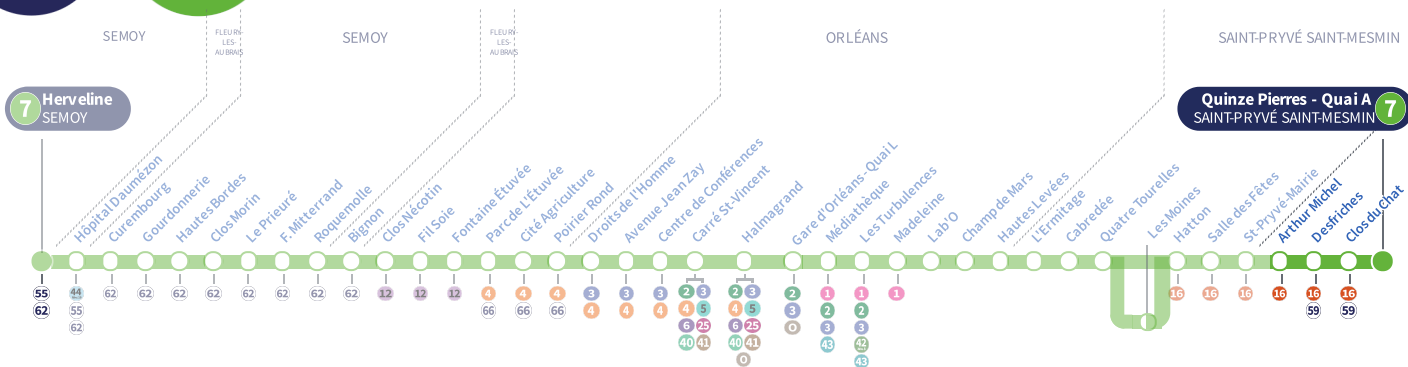 SEMOY
FLEURY-
LES-
AUBRAIS
SEMOY
FLEURY-
LES-
AUBRAIS
ORLÉANS
SAINT-PRYVÉ SAINT-MESMIN
7
Herveline
SEMOY
Quinze Pierres - Quai A
SAINT-PRYVÉ SAINT-MESMIN
7
Hôpital Daumézon
Curembourg
Gourdonnerie
Hautes Bordes
Clos Morin
Le Prieuré
F. Mitterrand
Roquemolle
Bignon
Clos Nécotin
Fil Soie
Fontaine Étuvée
Parc de L'Étuvée
Cité Agriculture
Poirier Rond
Droits de l'Homme
Avenue Jean Zay
Centre de Conférences
Carré St-Vincent
Halmagrand
Gare d'Orléans - Quai L
Médiathèque
Les Turbulences
Madeleine
Lab'O
Champ de Mars
Hautes Levées
L'Ermitage
Cabredée
Quatre Tourelles
Les Moines
Hatton
Salle des Fêtes
St-Pryvé-Mairie
Arthur Michel
Desfriches
Clos du Chat
55 44 62 62 62 62 62 62 62 62 12 12 12 4 4 4 3 3 3 2 3 2 3 2 1 1 1 16 16 16 16 16 16
62 55 66 66 66 4 4 4 4 5 4 5 3 2 2 59 59
62 6 25 6 25 O 3 3
40 41 40 41 43 42
O 43